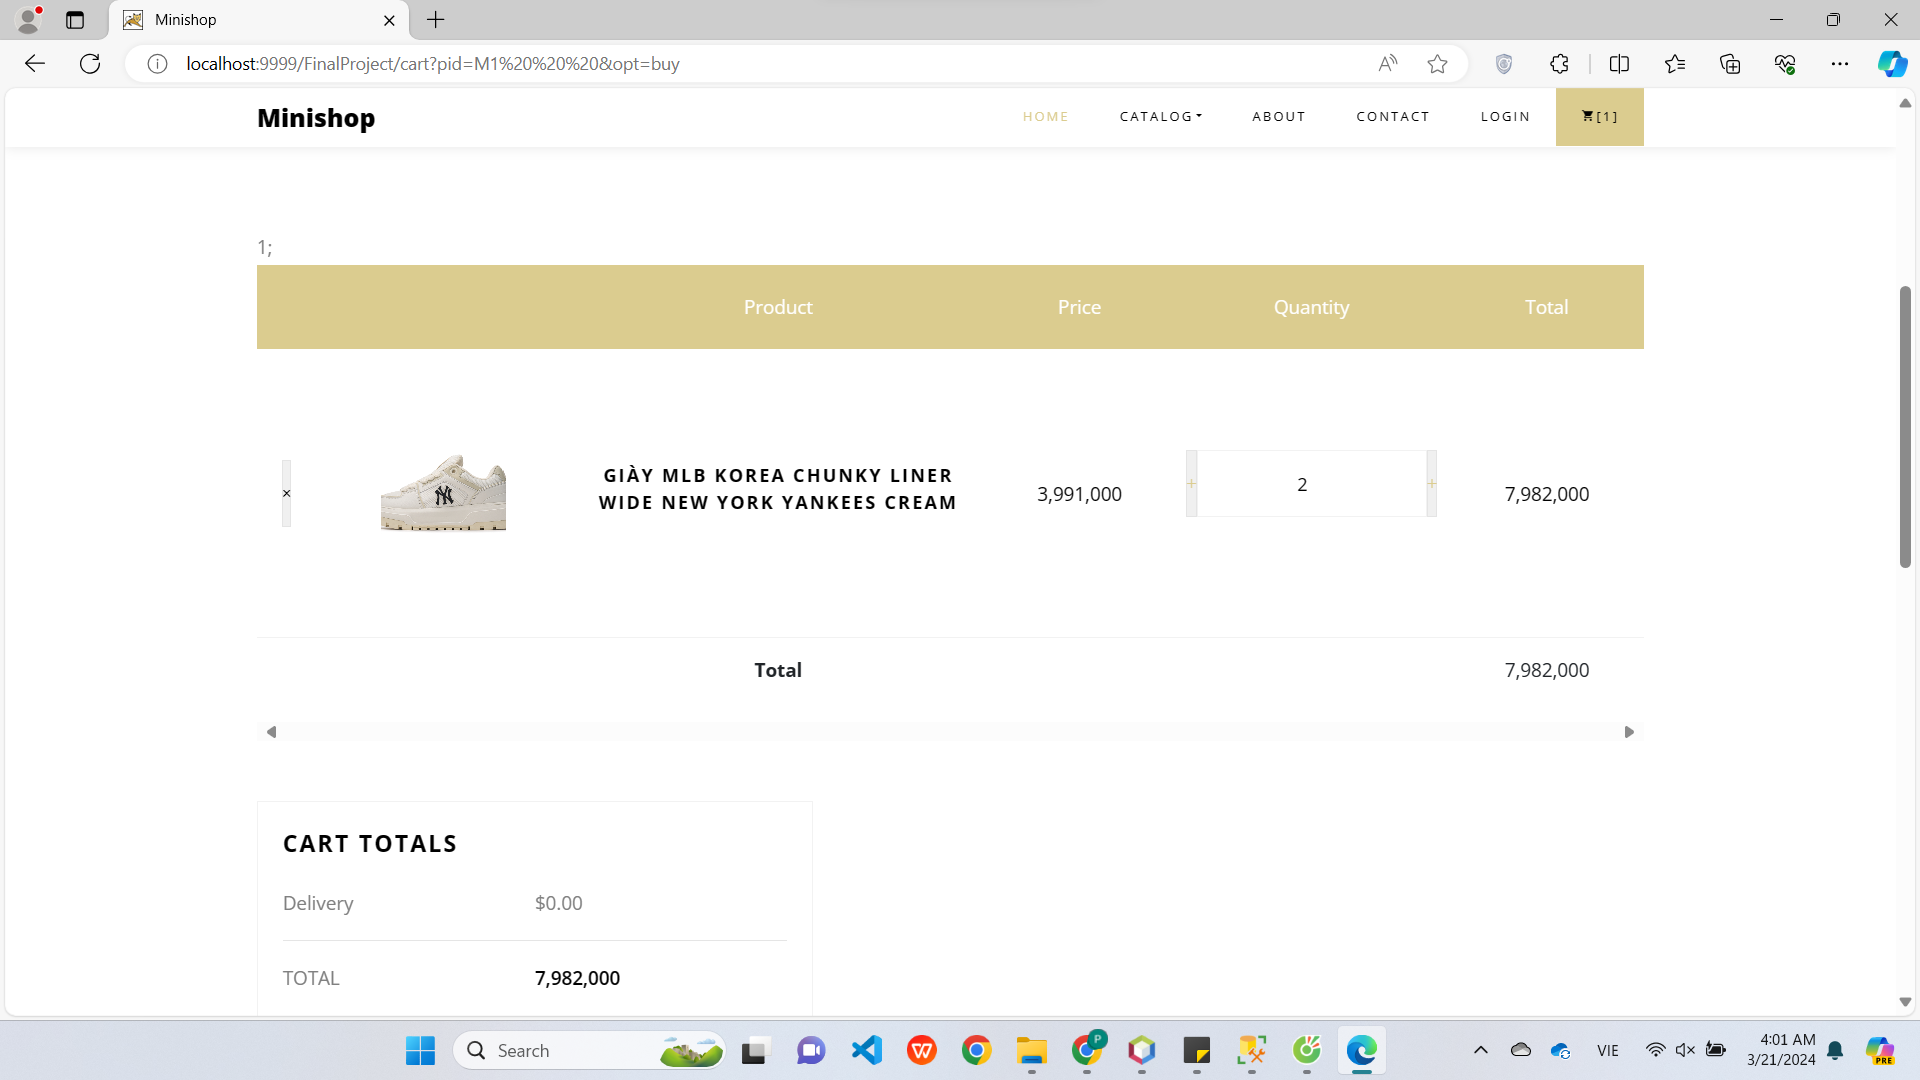 Minishop
localhost:9999/FinalProject/cart?pid=M1%20%20%20&opt=buy
Minishop
HOME
CATALOG
ABOUT
CONTACT
LOGIN
[1]
1;
Product
Price
Quantity
Total
×
GIÀY MLB KOREA CHUNKY LINER
WIDE NEW YORK YANKEES CREAM
3,991,000
+
2
+
7,982,000
Total
7,982,000
CART TOTALS
Delivery
$0.00
TOTAL
7,982,000
Search
P
VIE
4:01 AM
3/21/2024
PRE